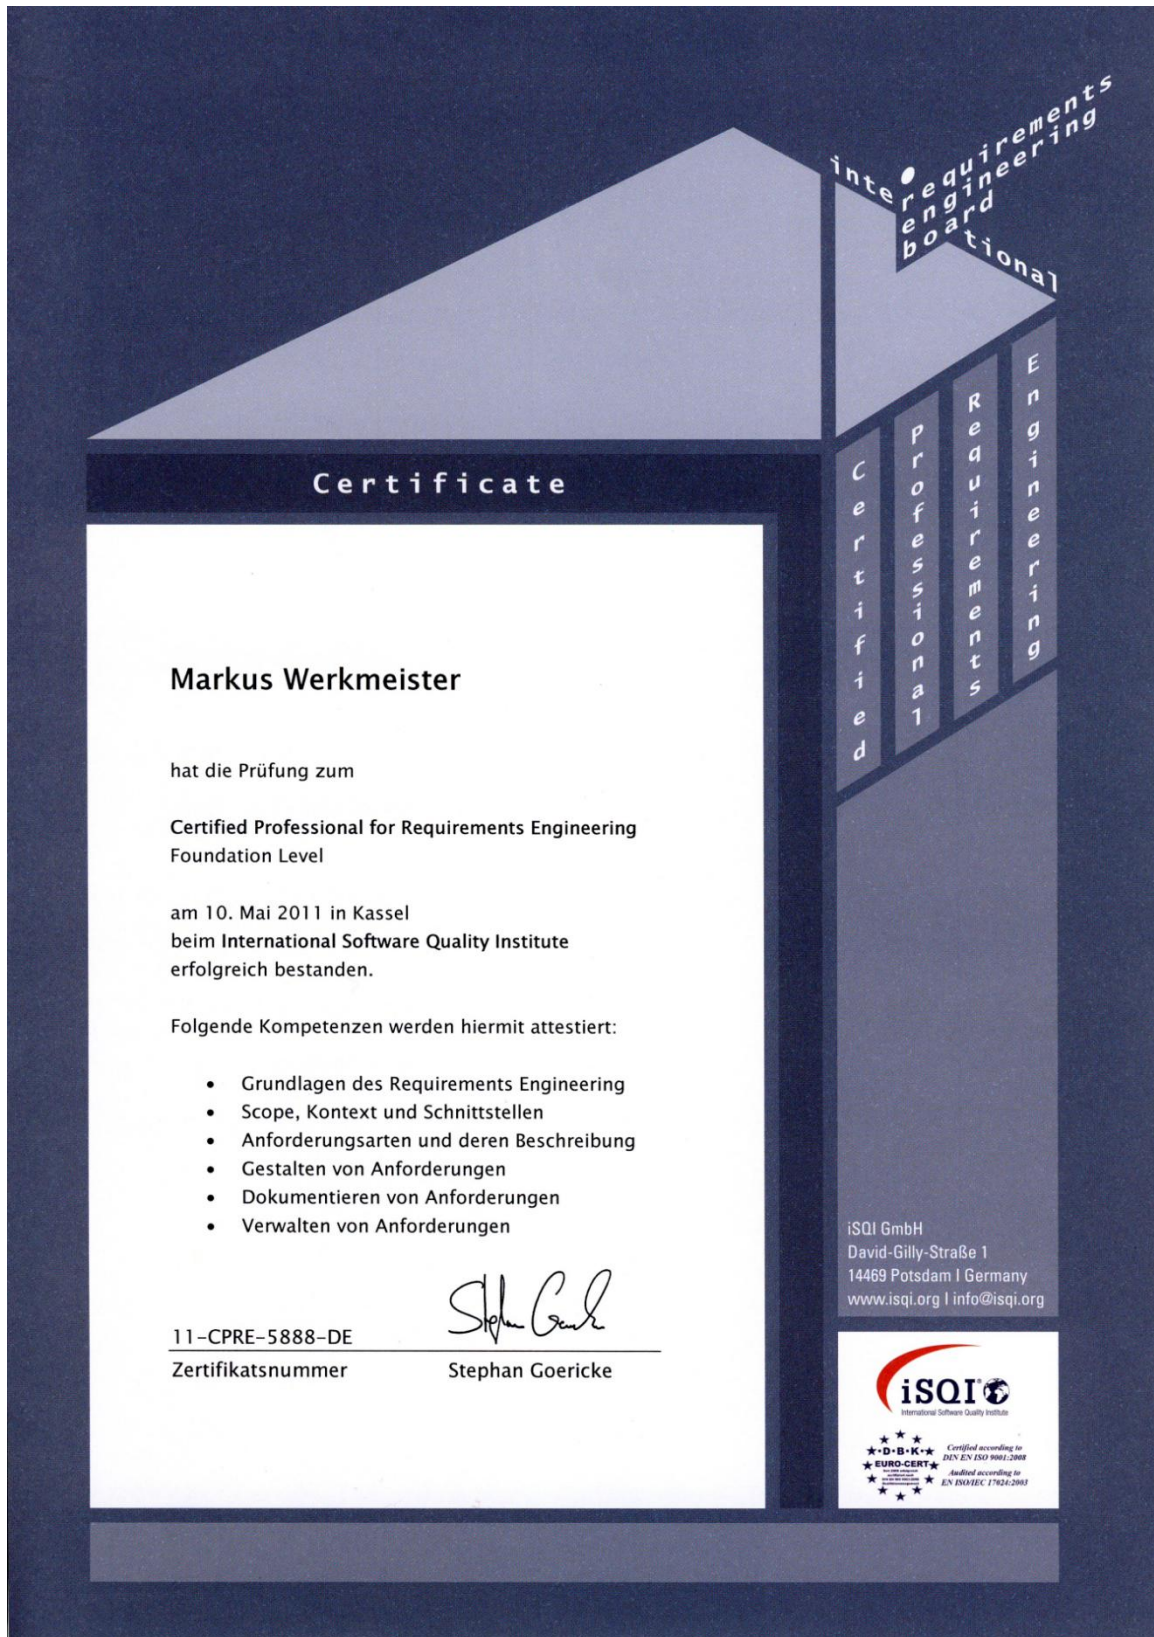 inte
requirements
engineering
board
tional
Certified
Professional
Requirements
Engineering
Certificate
Markus Werkmeister
hat die Prüfung zum
Certified Professional for Requirements Engineering
Foundation Level
am 10. Mai 2011 in Kassel
beim International Software Quality Institute
erfolgreich bestanden.
Folgende Kompetenzen werden hiermit attestiert:
• Grundlagen des Requirements Engineering
• Scope, Kontext und Schnittstellen
• Anforderungsarten und deren Beschreibung
• Gestalten von Anforderungen
• Dokumentieren von Anforderungen
• Verwalten von Anforderungen
11-CPRE-5888-DE
Zertifikatsnummer
Stephan Goericke
iSQI GmbH
David-Gilly-Straße 1
14469 Potsdam I Germany
www.isqi.org I info@isqi.org
iSQI®
International Software Quality Institute
D·B·K
EURO-CERT
Certified according to
DIN EN ISO 9001:2008
Audited according to
EN ISO/IEC 17024:2003